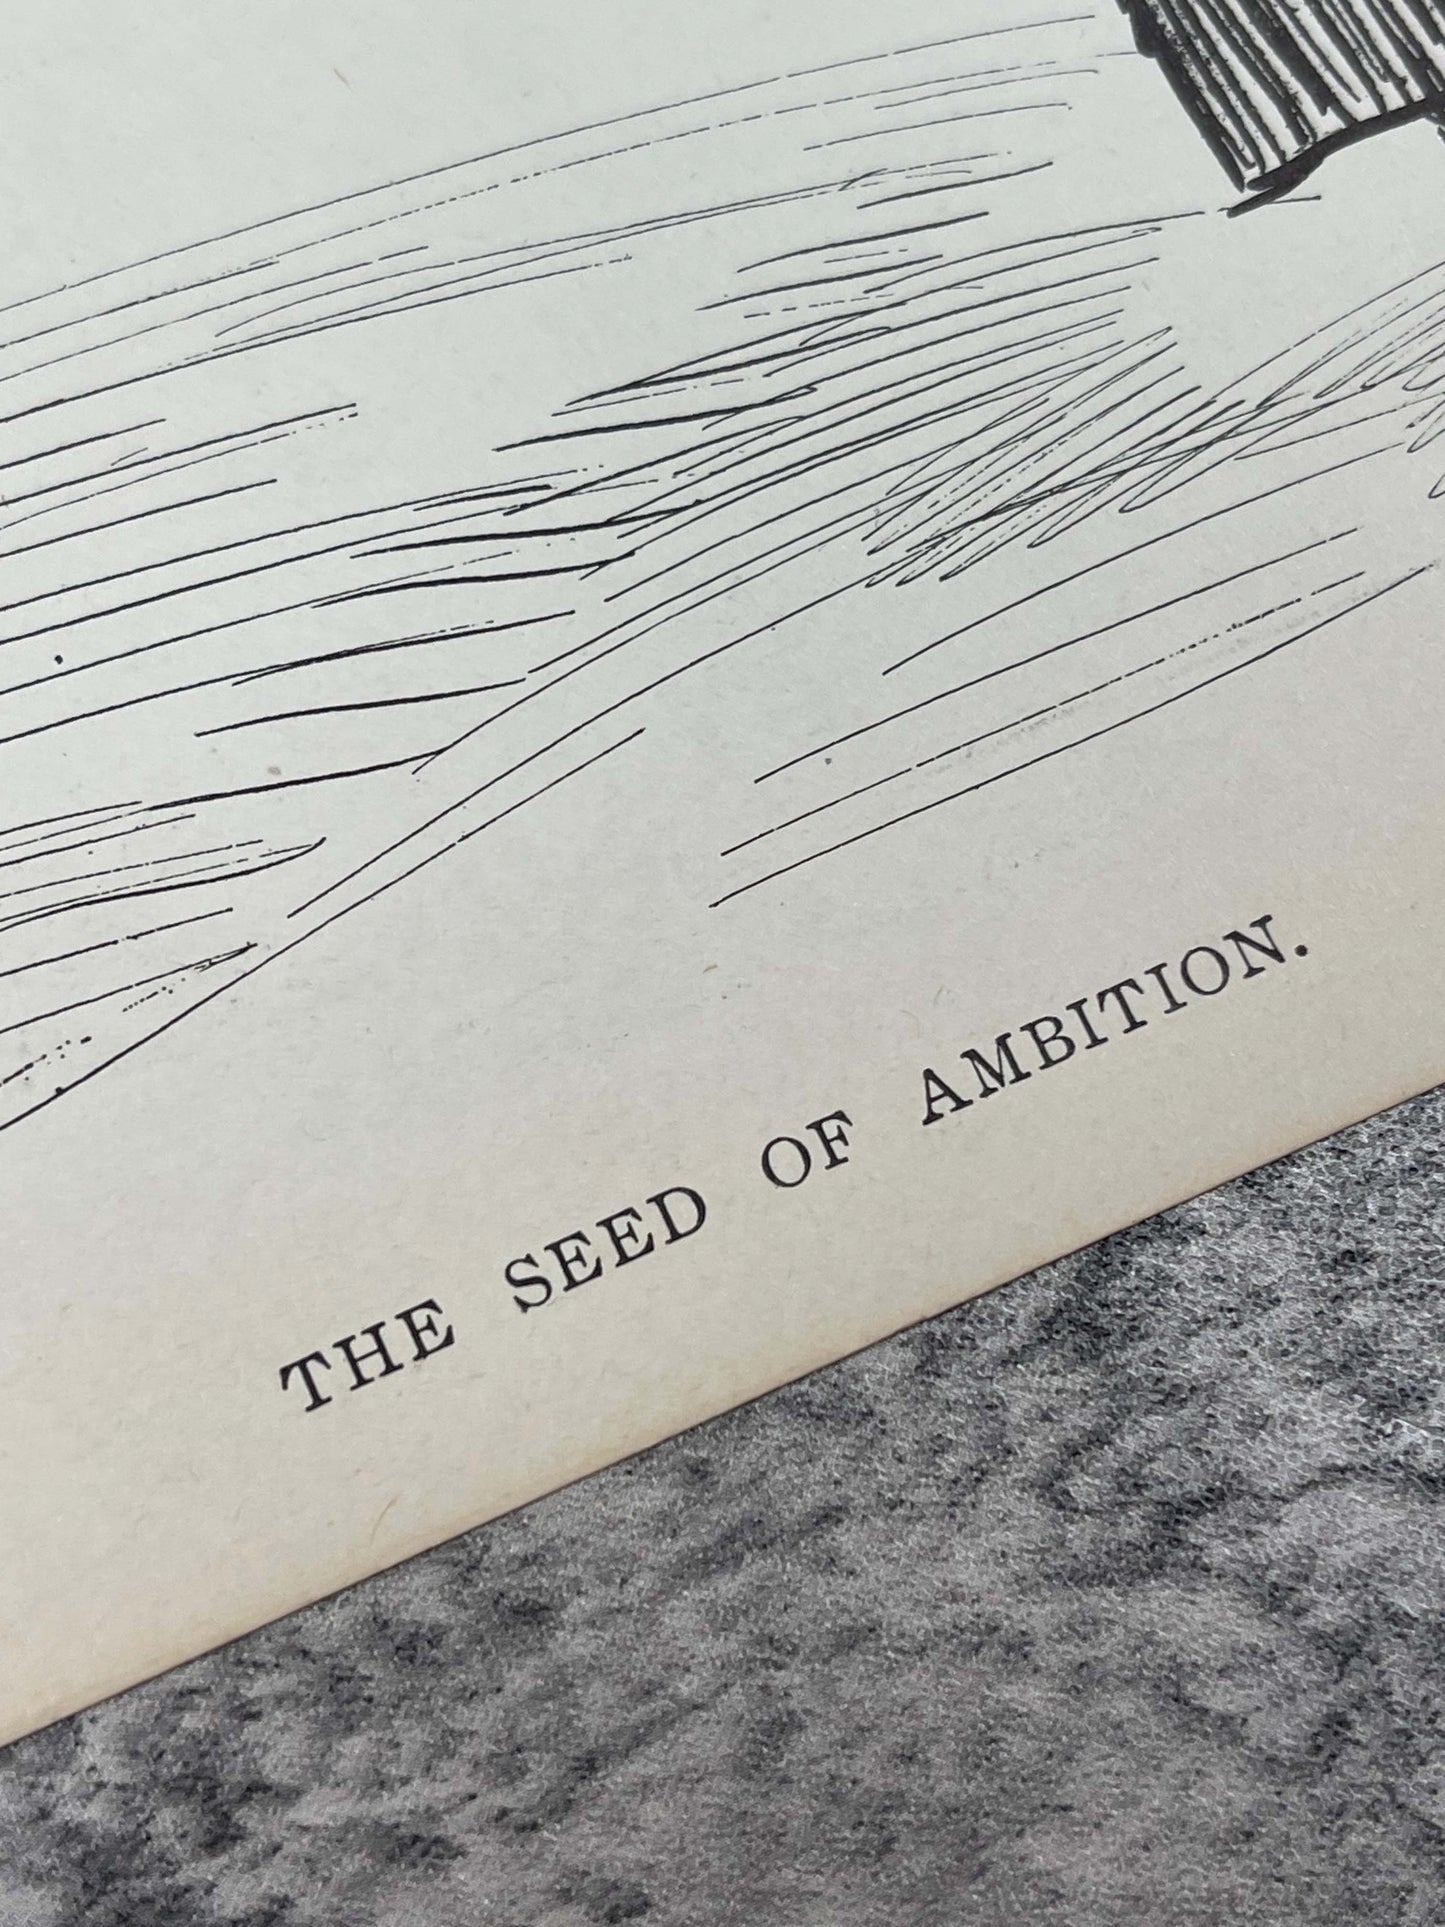 THE SEED OF AMBITION.